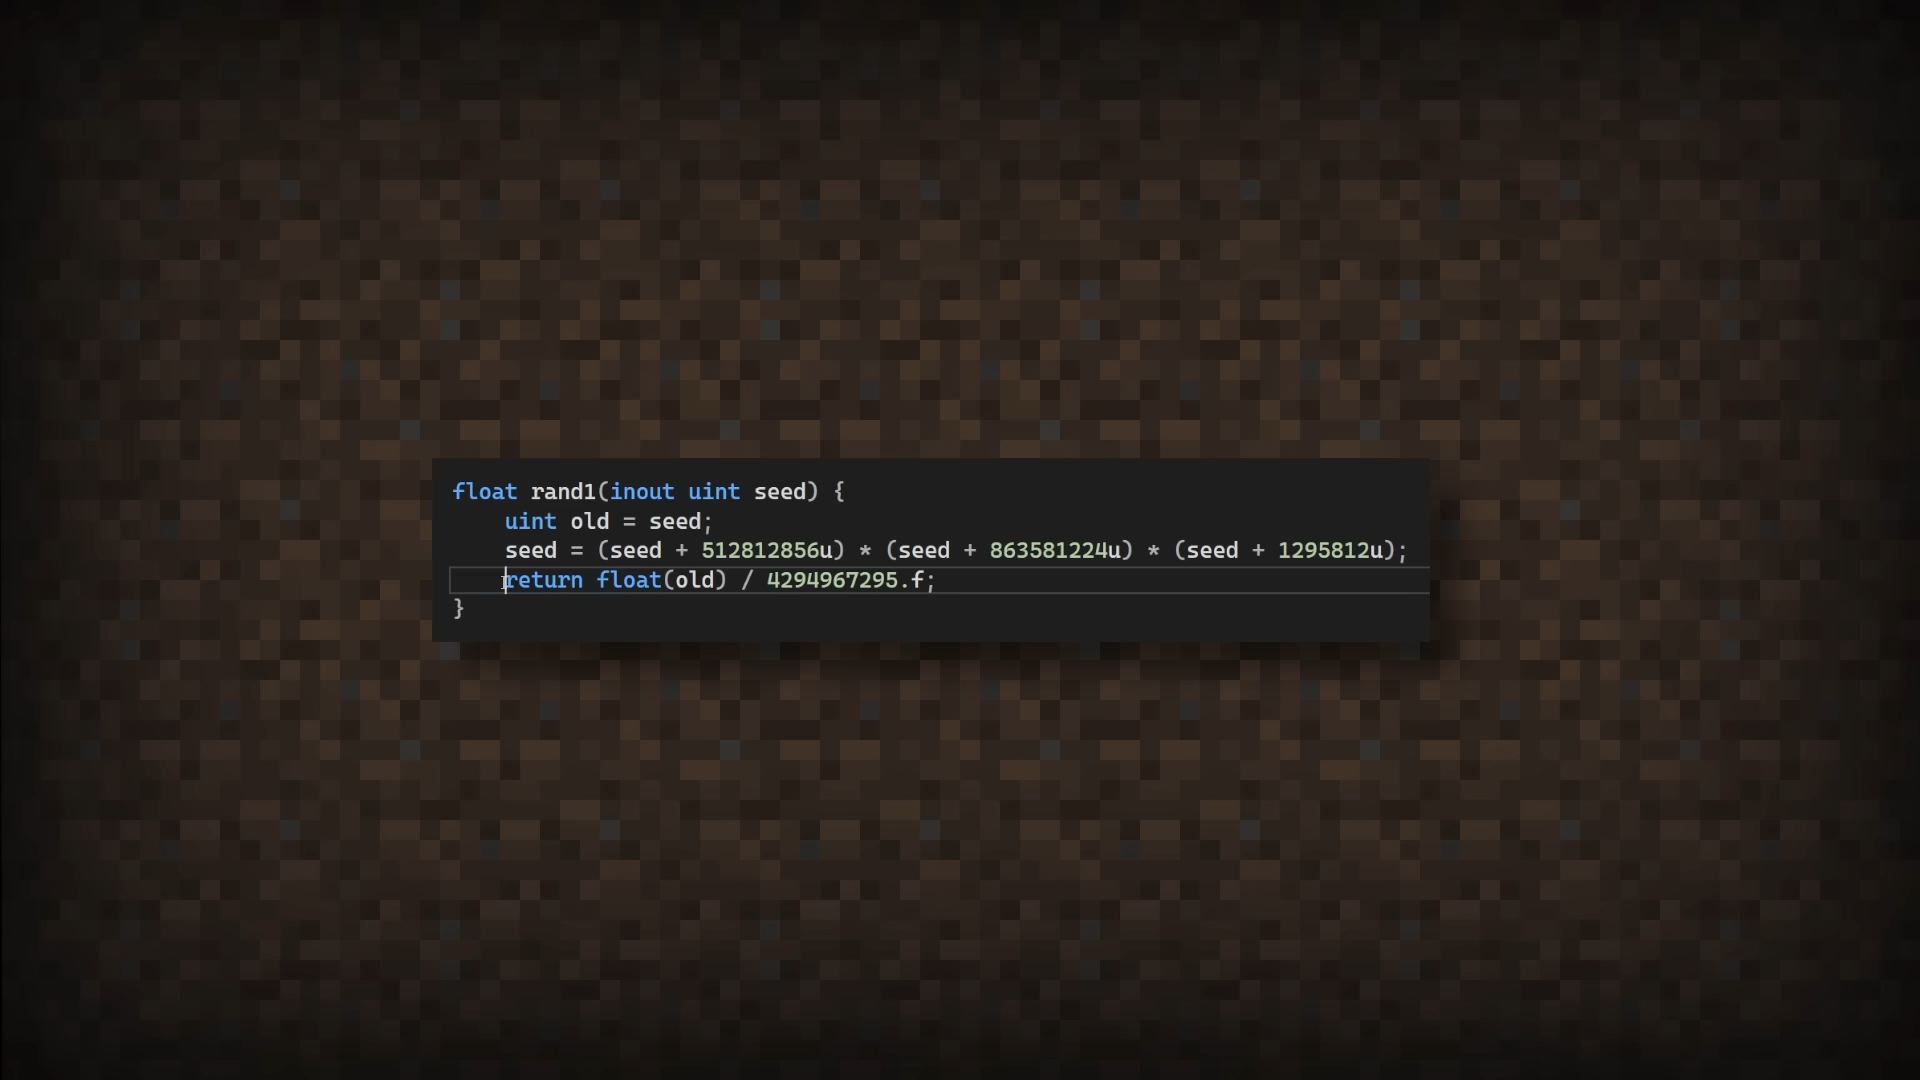 float rand1(inout uint seed) {
    uint old = seed;
    seed = (seed + 512812856u) * (seed + 863581224u) * (seed + 1295812u);
    return float(old) / 4294967295.f;
}